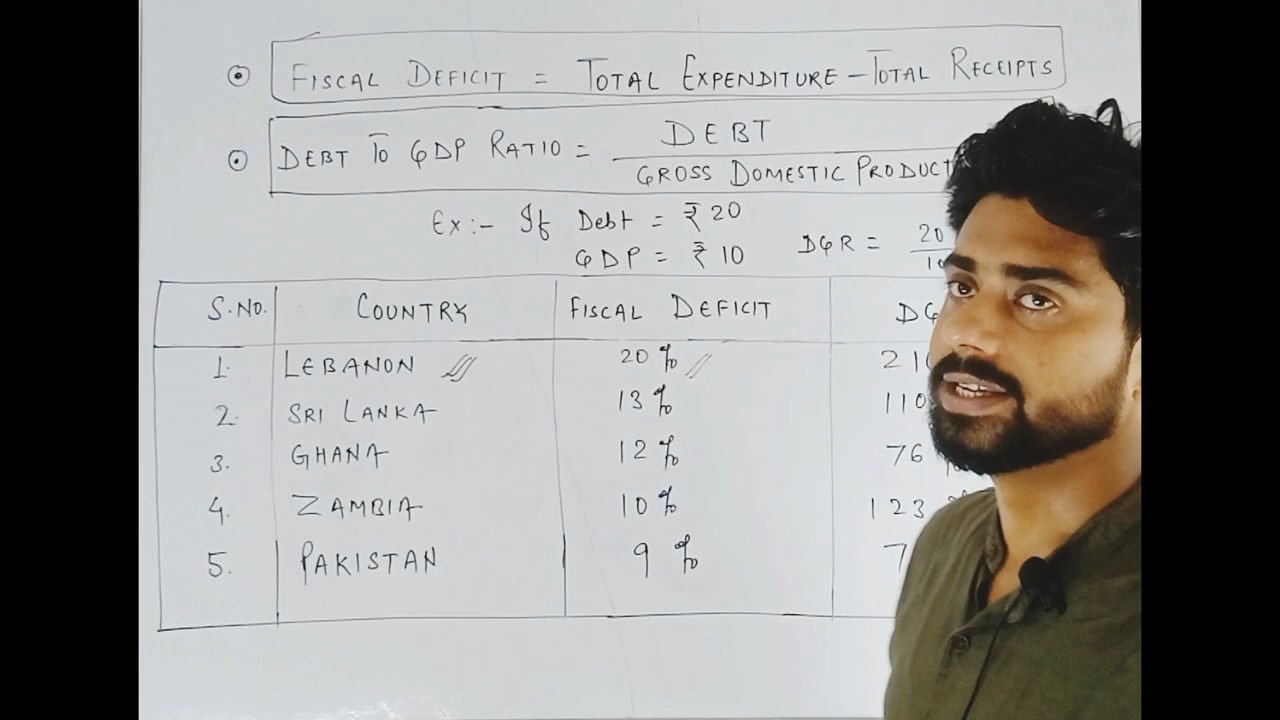 FISCAL DEFICIT = TOTAL EXPENDITURE - TOTAL RECEIPTS
DEBT TO GDP RATIO = DEBT
GROSS DOMESTIC PRODUCT
Ex:- If Debt = ₹ 20
GDP = ₹ 10
DGR = 20
S.NO. COUNTRY FISCAL DEFICIT
1. LEBANON 20 %
2. SRI LANKA 13 % 110
3. GHANA 12 % 76
4. ZAMBIA 10 % 123
5. PAKISTAN 9 %